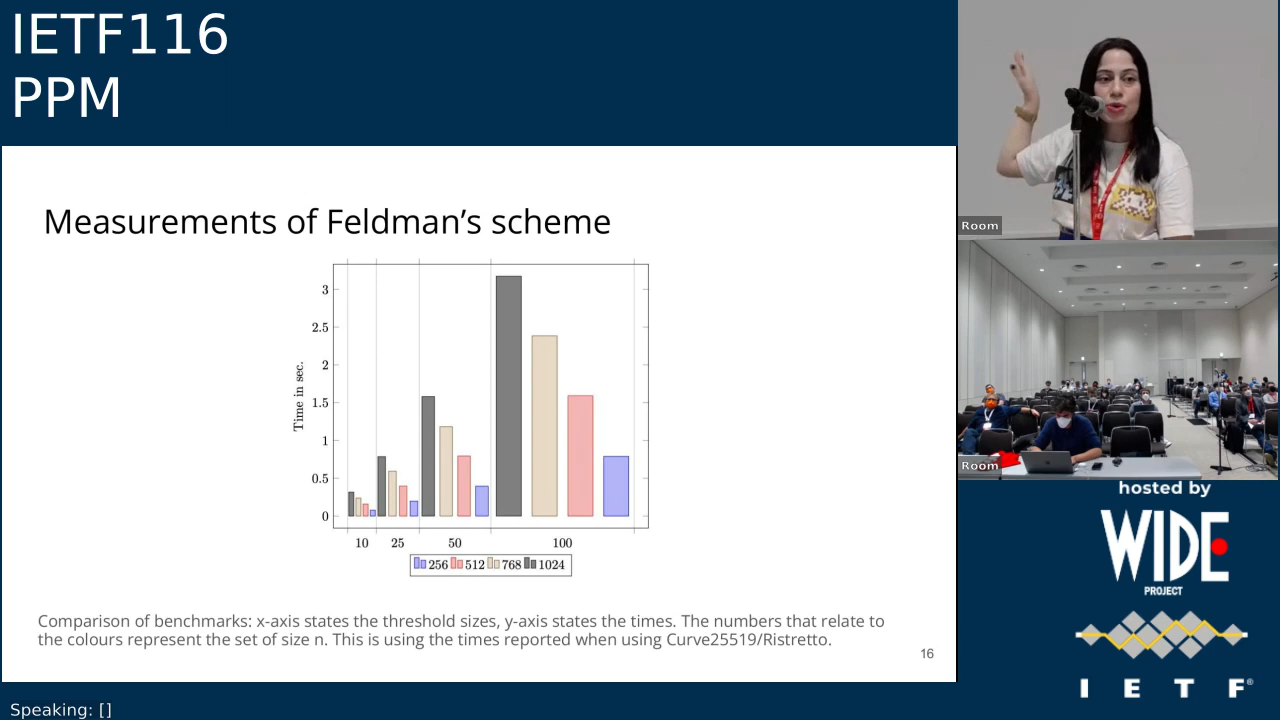 IETF116
PPM
Measurements of Feldman’s scheme
Time in sec.
3
2.5
2
1.5
1
0.5
0
10 25 50 100
256 512 768 1024
Comparison of benchmarks: x-axis states the threshold sizes, y-axis states the times. The numbers that relate to
the colours represent the set of size n. This is using the times reported when using Curve25519/Ristretto.
16
Speaking: []
Room
Room
hosted by
WIDE
PROJECT
I E T F®